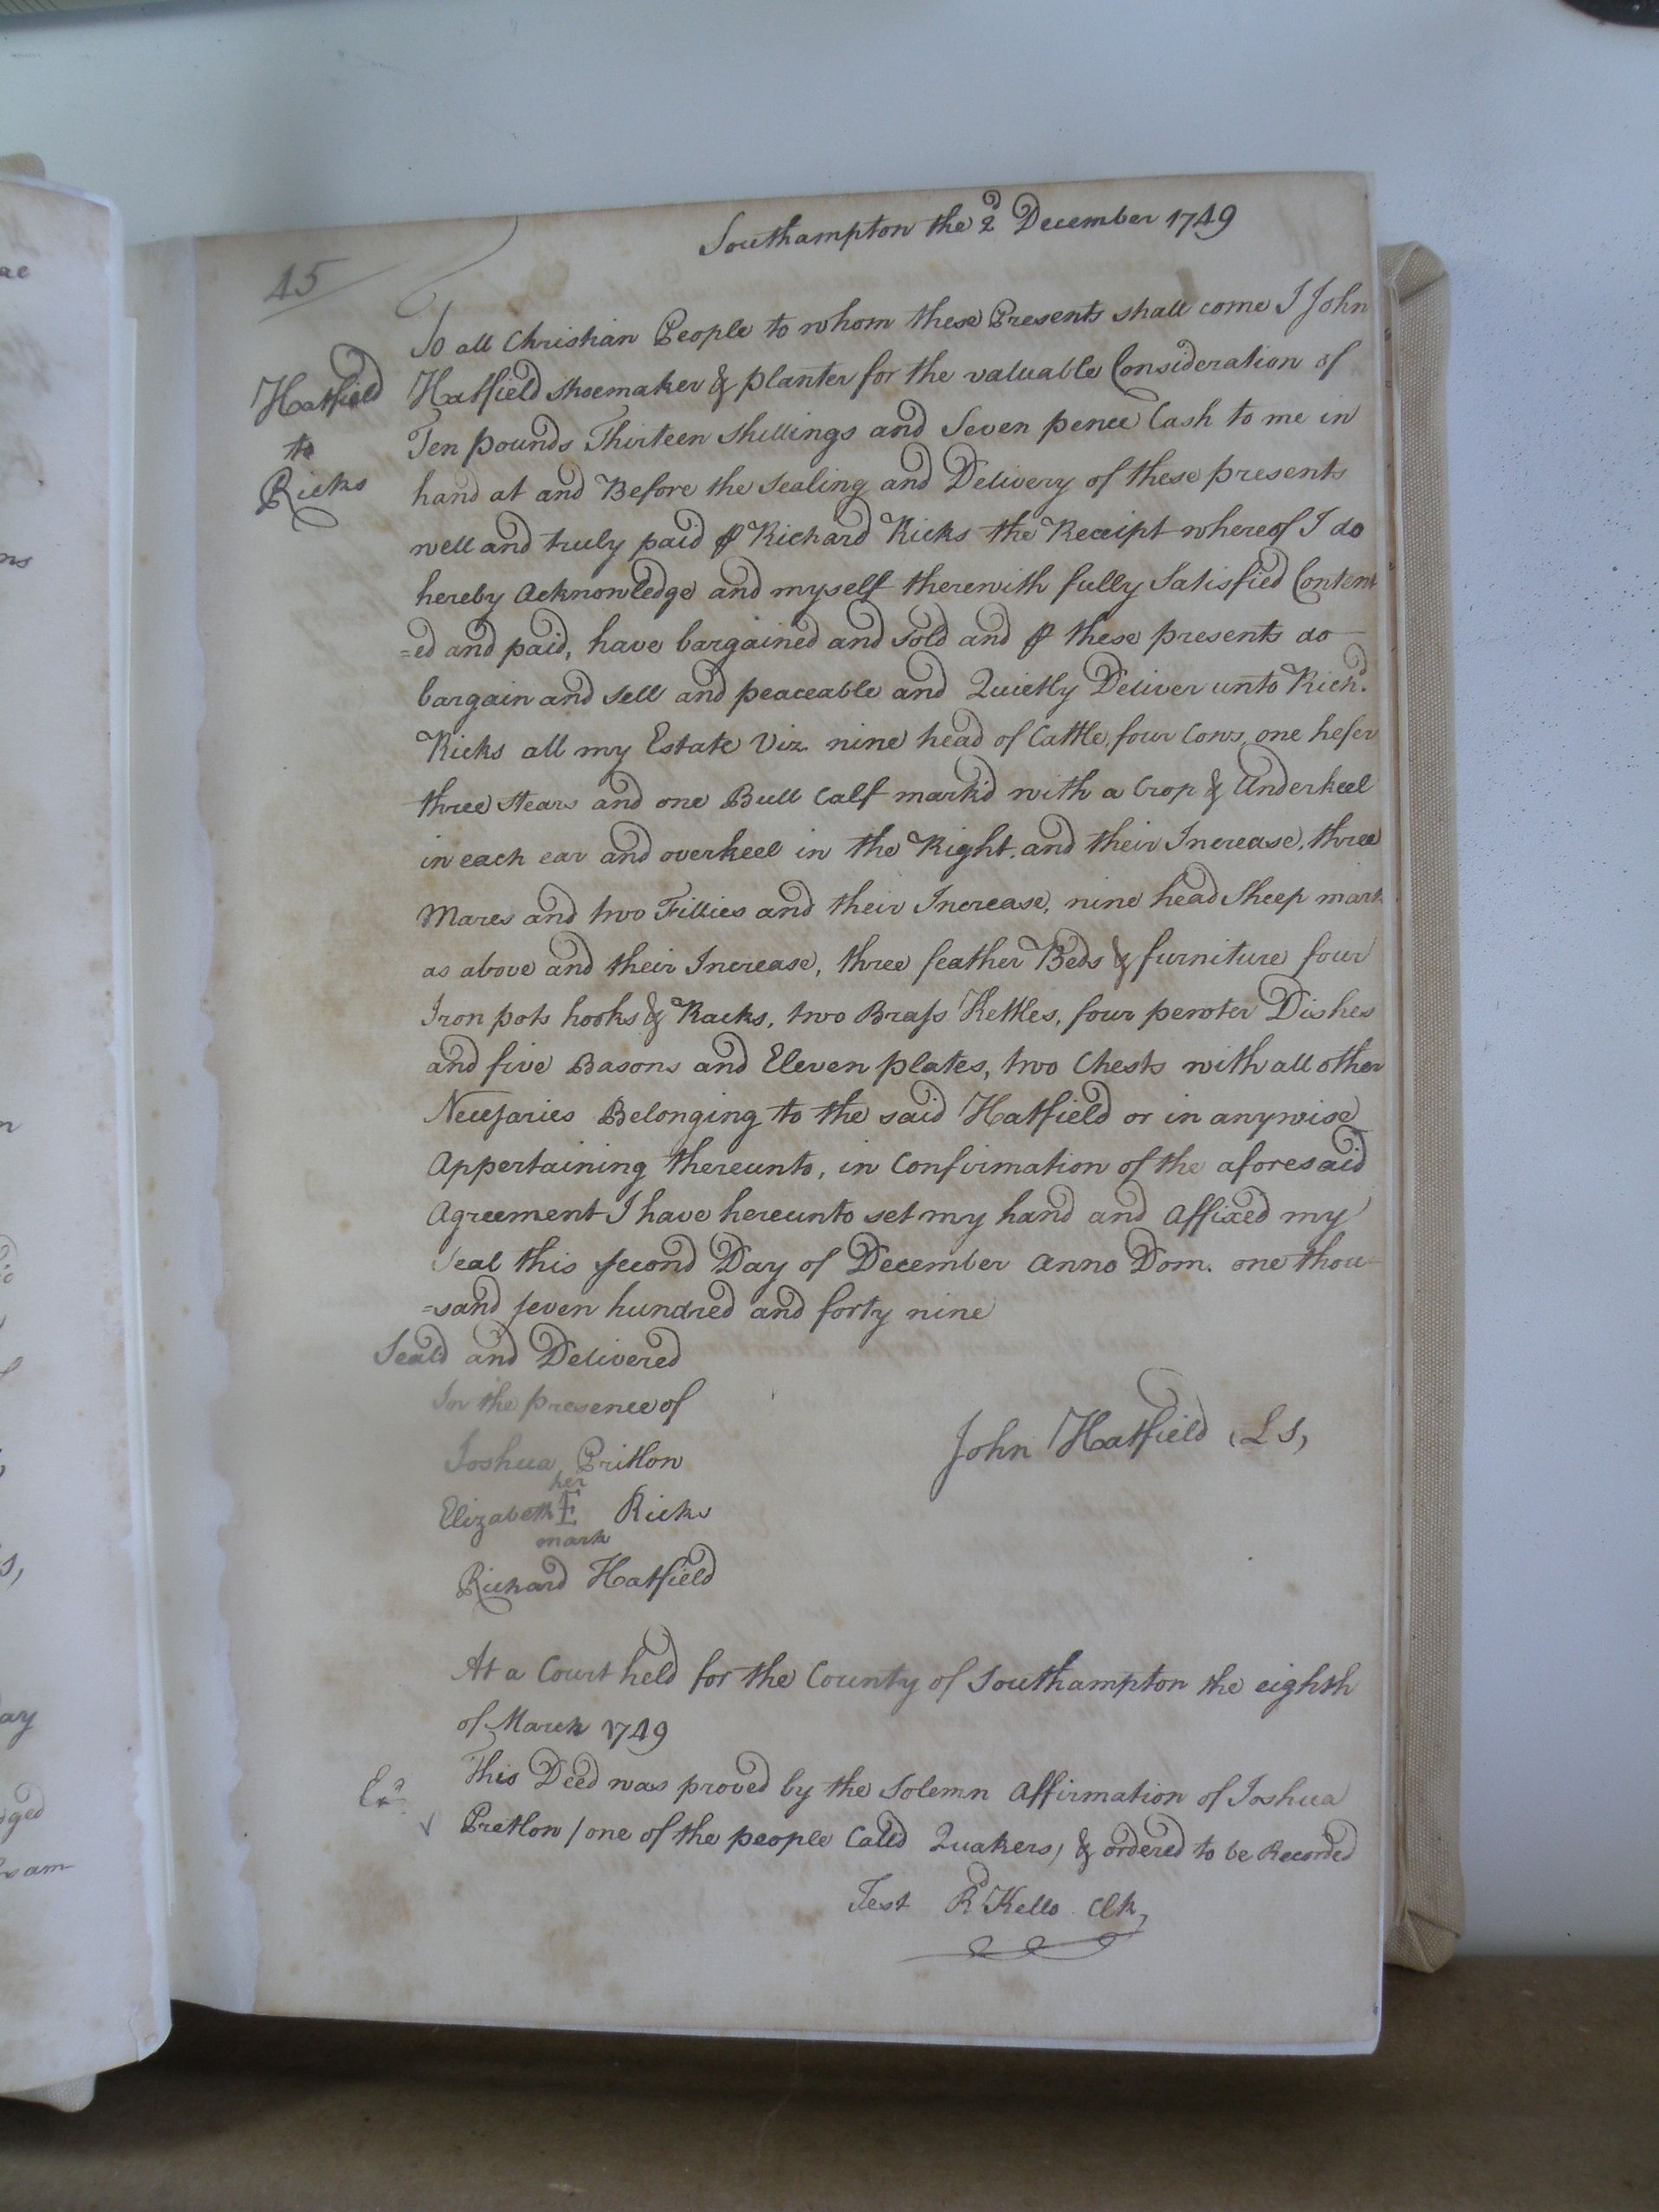 Southampton the 2d December 1749
45
To all Christian People to whom these Presents shall come I John
Hatfield
to
Ricks
Hatfield shoemaker & planter for the valuable Consideration of
Ten pounds Thirteen Shillings and Seven pence Cash to me in
hand at and Before the Sealing and Delivery of these presents
well and truly paid ꝑ Richard Ricks the Receipt whereof I do
hereby Acknowledge and myself therewith fully Satisfied Content
=ed and paid, have bargained and Sold and ꝑ these presents do
bargain and sell and peaceable and Quietly Deliver unto Richd.
Ricks all my Estate Viz. nine head of Cattle, four Cows, one hefer
three stears and one Bull Calf mark'd with a Crop & Underkeel
in each ear and overkeel in the Right. and their Increase, three
Mares and two Fillies and their Increase, nine head Sheep mark
as above and their Increase, three feather Beds & furniture four
Iron pots hooks & Racks, two Brass Kettles, four pewter Dishes
and five Basons and Eleven plates, two Chests with all other
Necessaries Belonging to the said Hatfield or in anywise
Appertaining thereunto, in Confirmation of the aforesaid
Agreement I have hereunto set my hand and Affixed my
Seal this second Day of December Anno Dom. one thou-
=sand seven hundred and forty nine
Seal'd and Delivered
In the presence of
John Hatfield (LS)
Joshua Pritlon
her
Elizabeth E Ricks
mark
Richard Hatfield
At a Court held for the County of Southampton the eighth
of March 1749
This Deed was proved by the Solemn Affirmation of Joshua
Exd.
Pretlon / one of the people Call'd Quakers / & ordered to be Recorded
Test Rd Kello Clk,